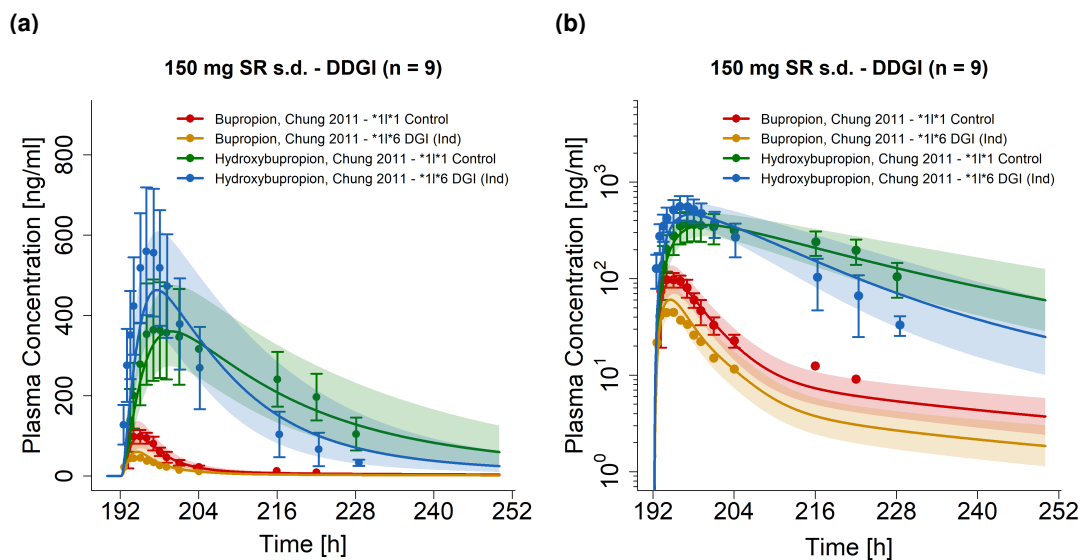 (a)
150 mg SR s.d. - DDGI (n = 9)
Bupropion, Chung 2011 - *1|*1 Control
Bupropion, Chung 2011 - *1|*6 DGI (Ind)
Hydroxybupropion, Chung 2011 - *1|*1 Control
Hydroxybupropion, Chung 2011 - *1|*6 DGI (Ind)
Plasma Concentration [ng/ml]
800
600
400
200
0
192 204 216 228 240 252
Time [h]
(b)
150 mg SR s.d. - DDGI (n = 9)
Bupropion, Chung 2011 - *1|*1 Control
Bupropion, Chung 2011 - *1|*6 DGI (Ind)
Hydroxybupropion, Chung 2011 - *1|*1 Control
Hydroxybupropion, Chung 2011 - *1|*6 DGI (Ind)
Plasma Concentration [ng/ml]
10³
10²
10¹
10⁰
192 204 216 228 240 252
Time [h]